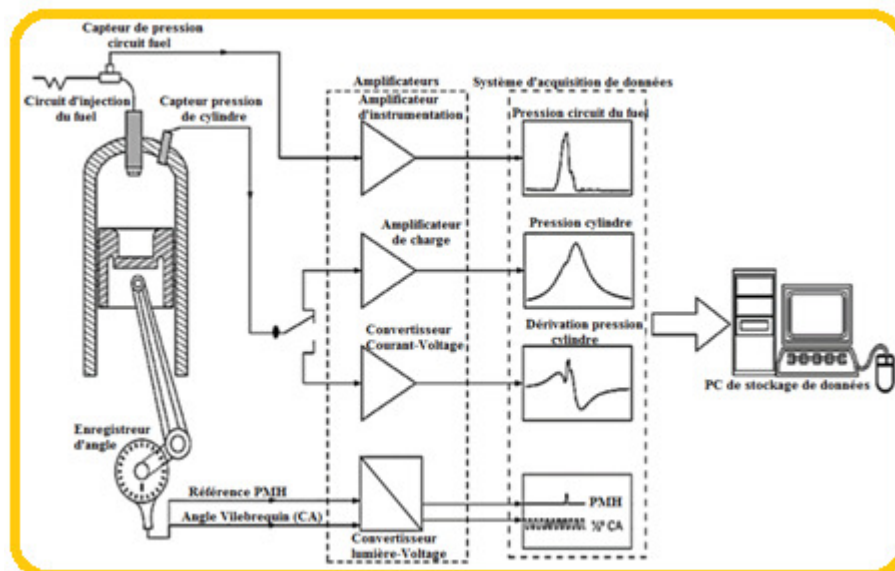 Capteur de pression
circuit fuel
Circuit d'injection
du fuel
Capteur pression
de cylindre
Amplificateurs
Amplificateur
d'instrumentation
Système d'acquisition de données
Pression circuit du fuel
Amplificateur
de charge
Pression cylindre
Convertisseur
Courant-Voltage
Dérivation pression
cylindre
PC de stockage de données
Enregistreur
d'angle
Référence PMH
Angle Vilebrequin (CA)
Convertisseur
lumière-Voltage
PMH
½° CA